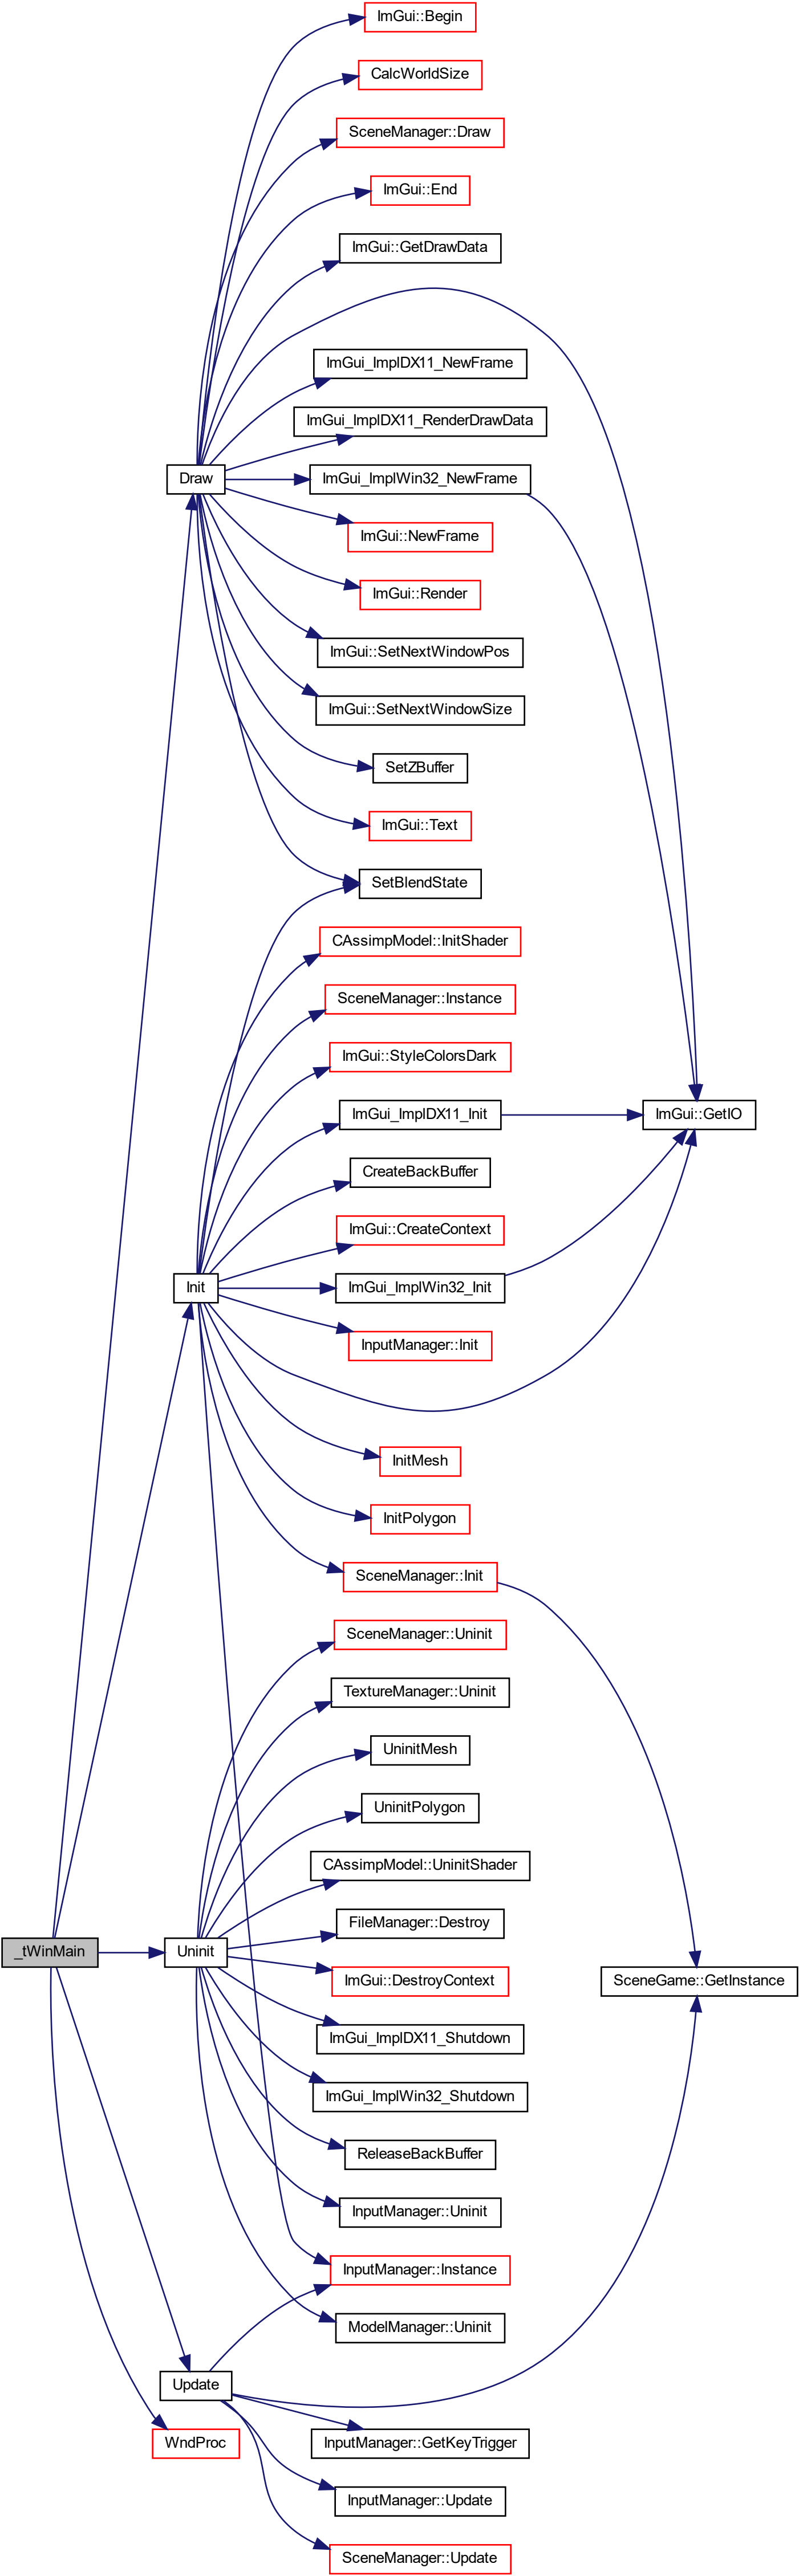 ImGui::Begin
CalcWorldSize
SceneManager::Draw
ImGui::End
ImGui::GetDrawData
ImGui_ImplDX11_NewFrame
ImGui_ImplDX11_RenderDrawData
Draw
ImGui_ImplWin32_NewFrame
ImGui::NewFrame
ImGui::Render
ImGui::SetNextWindowPos
ImGui::SetNextWindowSize
SetZBuffer
ImGui::Text
SetBlendState
CAssimpModel::InitShader
SceneManager::Instance
ImGui::StyleColorsDark
ImGui_ImplDX11_Init
ImGui::GetIO
CreateBackBuffer
ImGui::CreateContext
Init
ImGui_ImplWin32_Init
InputManager::Init
InitMesh
InitPolygon
SceneManager::Init
SceneManager::Uninit
TextureManager::Uninit
UninitMesh
UninitPolygon
CAssimpModel::UninitShader
FileManager::Destroy
_tWinMain
Uninit
ImGui::DestroyContext
SceneGame::GetInstance
ImGui_ImplDX11_Shutdown
ImGui_ImplWin32_Shutdown
ReleaseBackBuffer
InputManager::Uninit
InputManager::Instance
ModelManager::Uninit
Update
WndProc
InputManager::GetKeyTrigger
InputManager::Update
SceneManager::Update